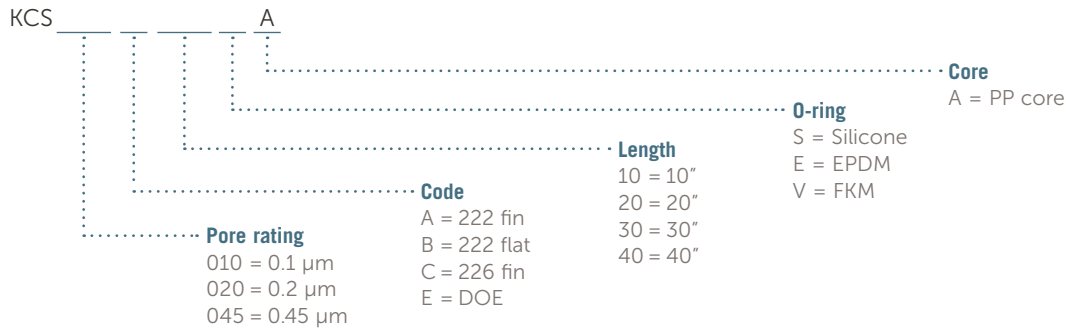 KCS A
Core
A = PP core
O-ring
S = Silicone
E = EPDM
V = FKM
Length
10 = 10"
20 = 20"
30 = 30"
40 = 40"
Code
A = 222 fin
B = 222 flat
C = 226 fin
E = DOE
Pore rating
010 = 0.1 µm
020 = 0.2 µm
045 = 0.45 µm